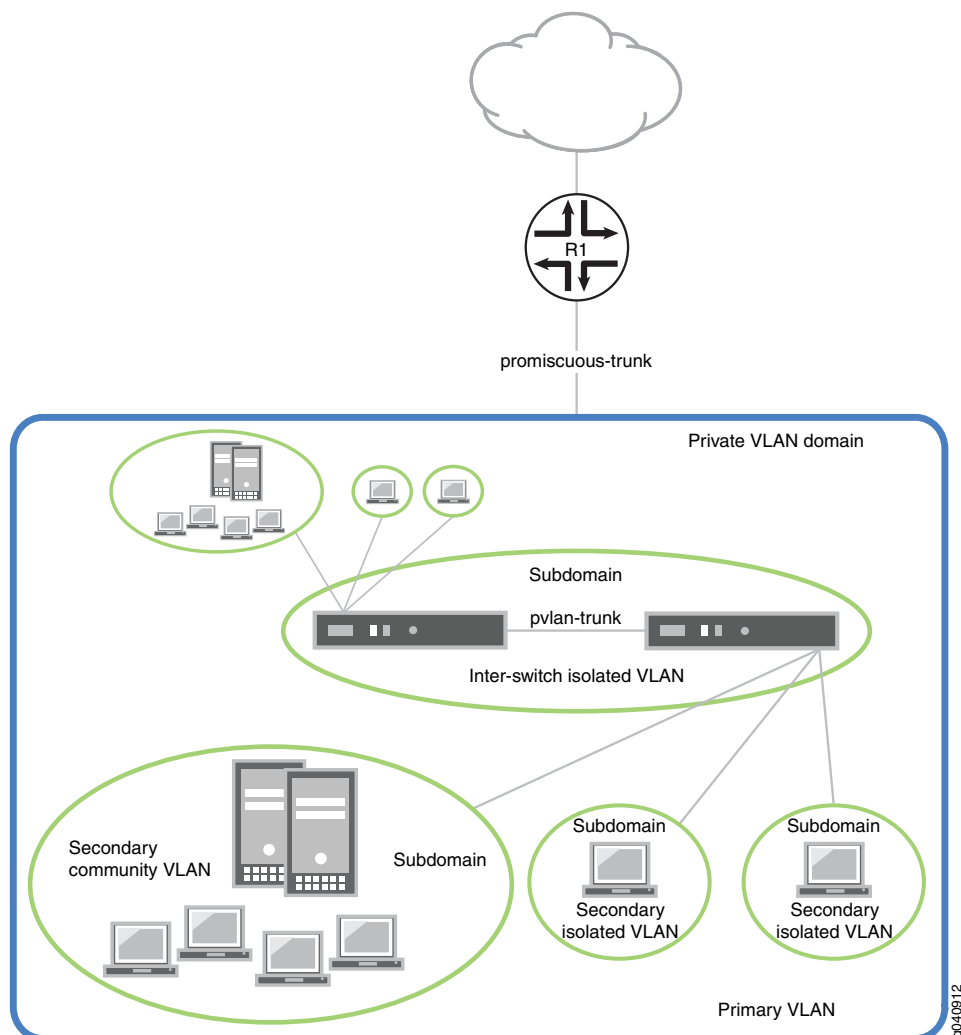 R1
promiscuous-trunk
Private VLAN domain
Subdomain
pvlan-trunk
Inter-switch isolated VLAN
Secondary
community VLAN
Subdomain
Subdomain
Secondary
isolated VLAN
Subdomain
Secondary
isolated VLAN
Primary VLAN
g040912